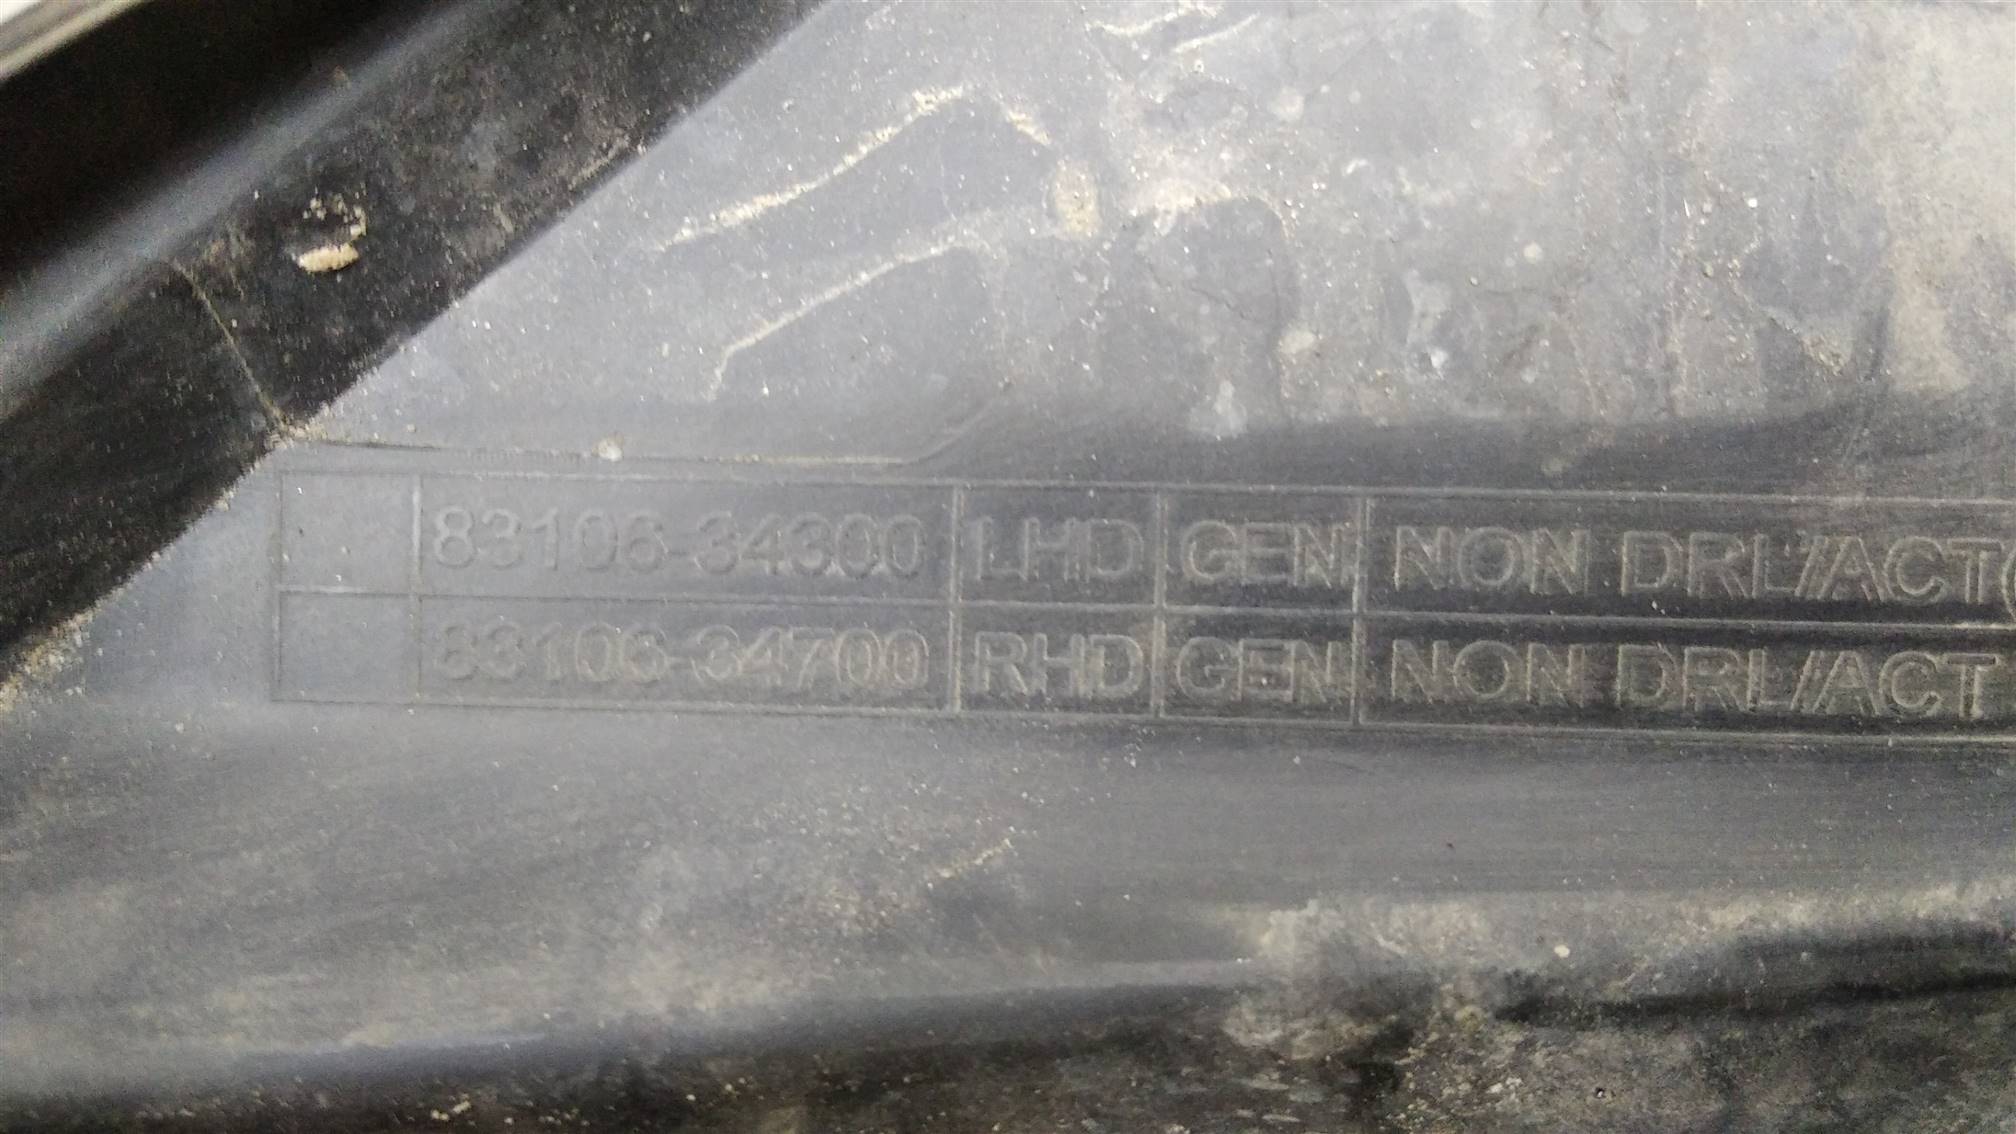 83106-34300 LHD GEN NON DRL/ACT
83106-34700 RHD GEN NON DRL/ACT